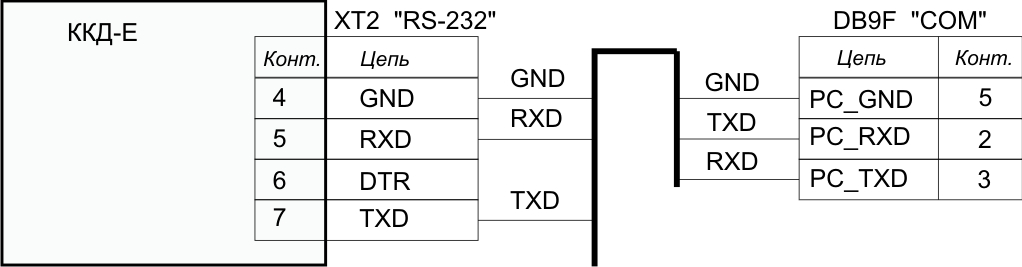 ККД-Е
XT2 "RS-232"
Конт. Цепь
4 GND
5 RXD
6 DTR
7 TXD
GND
RXD
TXD
GND
TXD
RXD
DB9F "COM"
Цепь Конт.
PC_GND 5
PC_RXD 2
PC_TXD 3